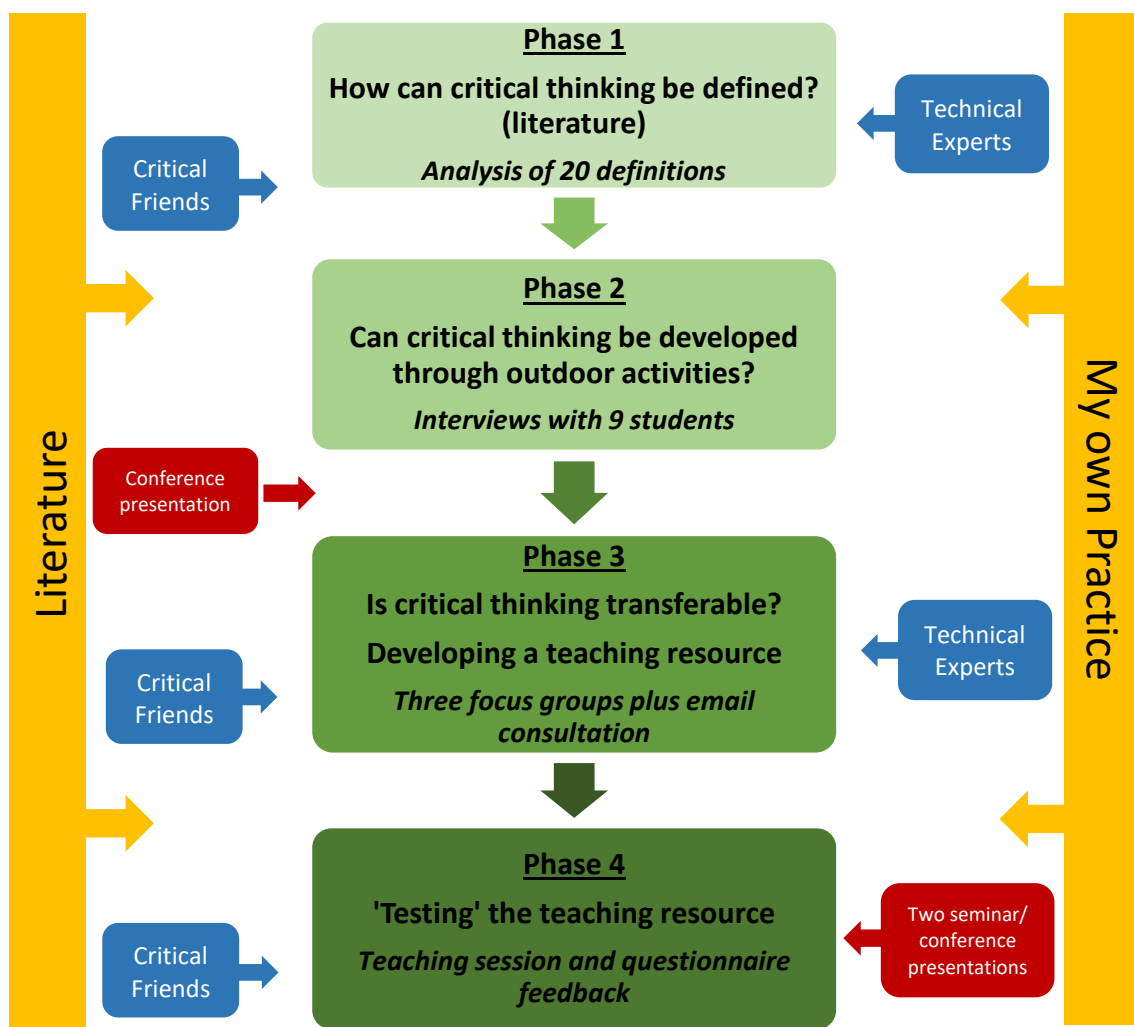 Phase 1
How can critical thinking be defined?
(literature)
Analysis of 20 definitions
Technical
Experts
Critical
Friends
Phase 2
Can critical thinking be developed
through outdoor activities?
Interviews with 9 students
Literature
My own Practice
Conference
presentation
Phase 3
Is critical thinking transferable?
Developing a teaching resource
Three focus groups plus email
consultation
Technical
Experts
Critical
Friends
Phase 4
'Testing' the teaching resource
Teaching session and questionnaire
feedback
Two seminar/
conference
presentations
Critical
Friends